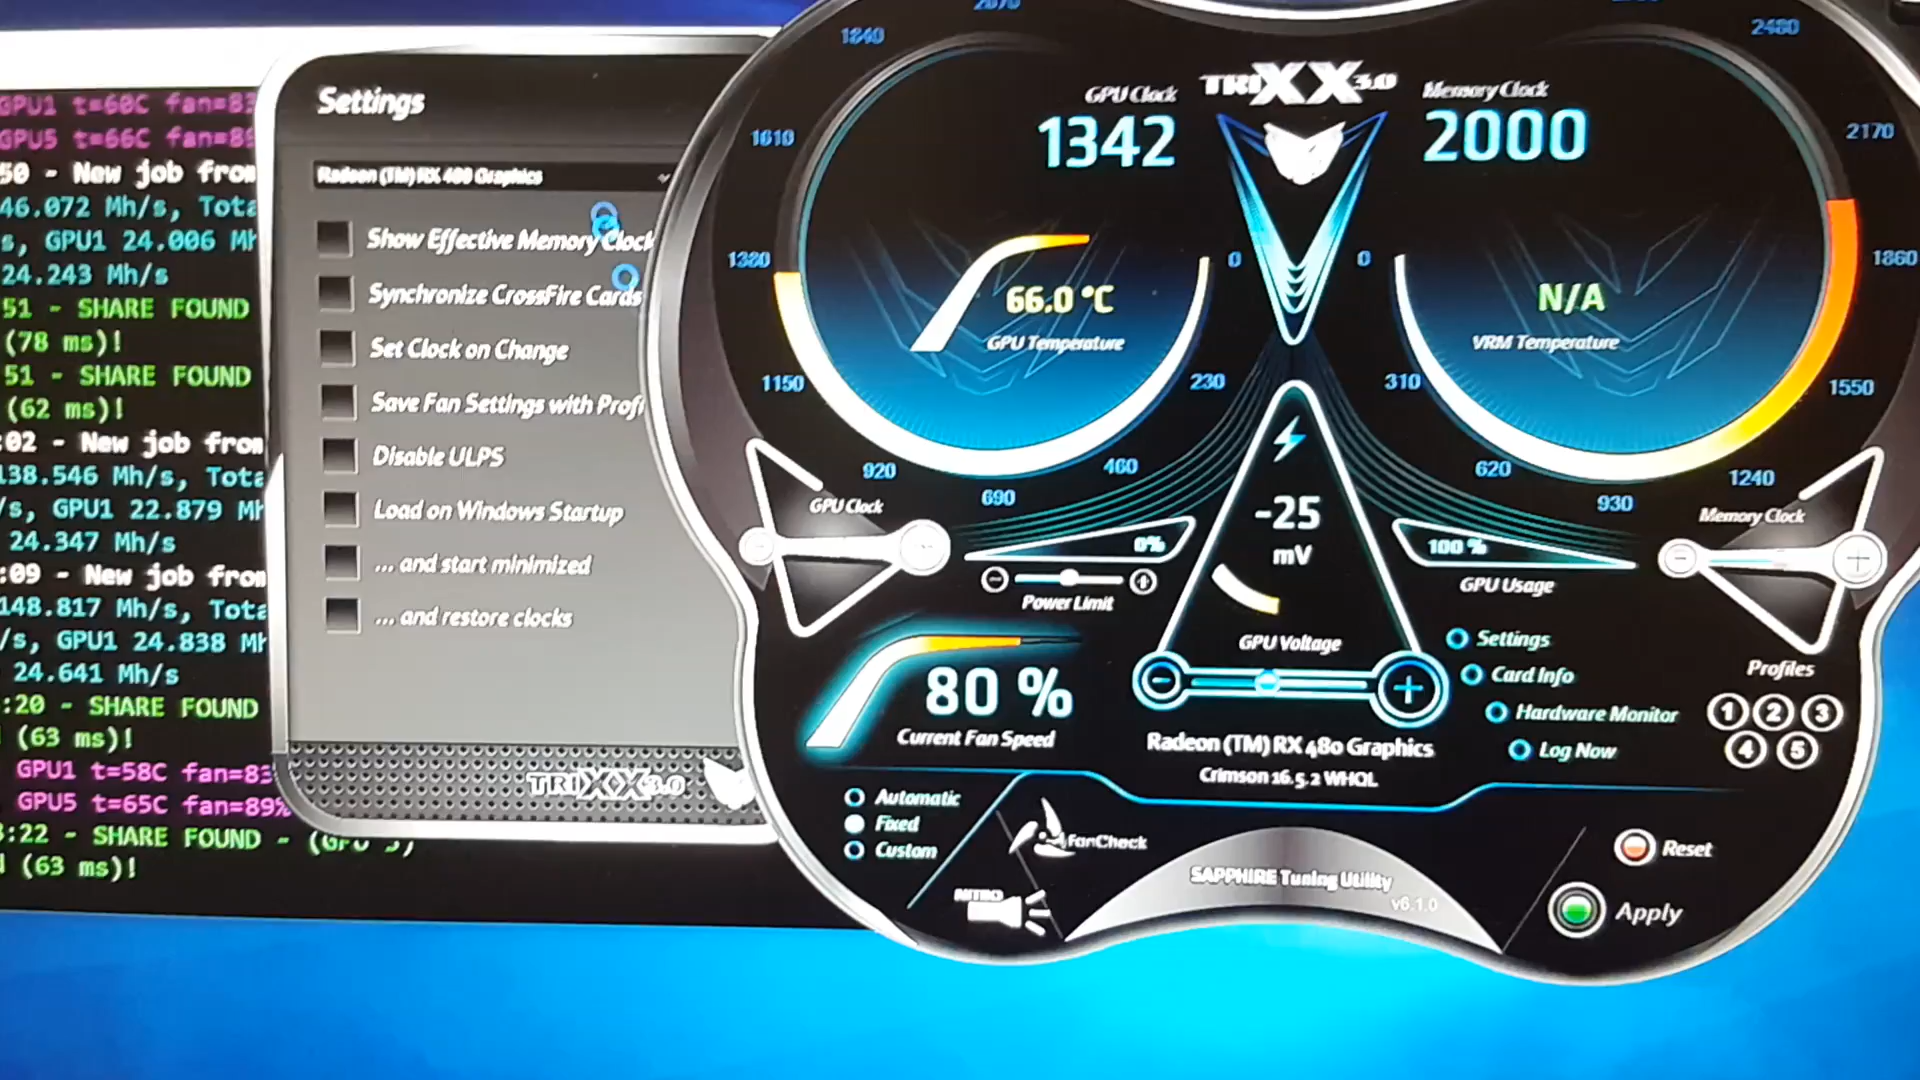 GPU1 t=60C fan=83
GPU5 t=66C fan=89
50 - New job from
46.072 Mh/s, Tota
s, GPU1 24.006 Mh
24.243 Mh/s
51 - SHARE FOUND
(78 ms)!
51 - SHARE FOUND
(62 ms)!
:02 - New job from
138.546 Mh/s, Tota
/s, GPU1 22.879 Mh
24.347 Mh/s
:09 - New job from
148.817 Mh/s, Tota
/s, GPU1 24.838 Mh
24.641 Mh/s
:20 - SHARE FOUND
(63 ms)!
GPU1 t=58C fan=83
GPU5 t=65C fan=89%
:22 - SHARE FOUND - (GPU
(63 ms)!
Settings
Radeon (TM) RX 480 Graphics
Show Effective Memory Clock
Synchronize CrossFire Cards
Set Clock on Change
Save Fan Settings with Profi
Disable ULPS
Load on Windows Startup
... and start minimized
... and restore clocks
TRIXX 3.0
TRIXX 3.0
GPU Clock
1342
Memory Clock
2000
2070
1840
1610
1380
1150
920
690
460
230
0
66.0 °C
GPU Temperature
2480
2170
1860
1550
1240
930
620
310
0
N/A
VRM Temperature
GPU Clock
0%
Power Limit
-25
mV
GPU Voltage
100 %
GPU Usage
Memory Clock
80 %
Current Fan Speed
Radeon (TM) RX 480 Graphics
Crimson 16.5.2 WHQL
Settings
Card Info
Hardware Monitor
Log Now
Profiles
1 2 3
4 5
Automatic
Fixed
Custom
FanCheck
NITRO
SAPPHIRE Tuning Utility
v6.1.0
Reset
Apply